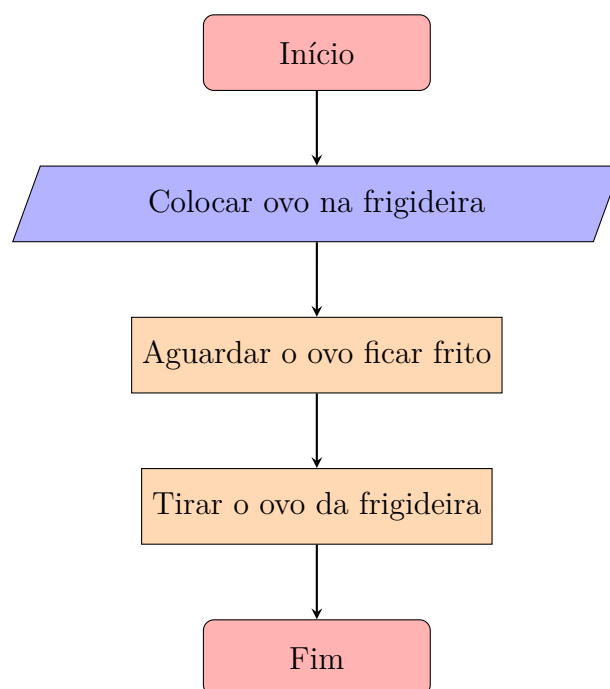 Início
Colocar ovo na frigideira
Aguardar o ovo ficar frito
Tirar o ovo da frigideira
Fim